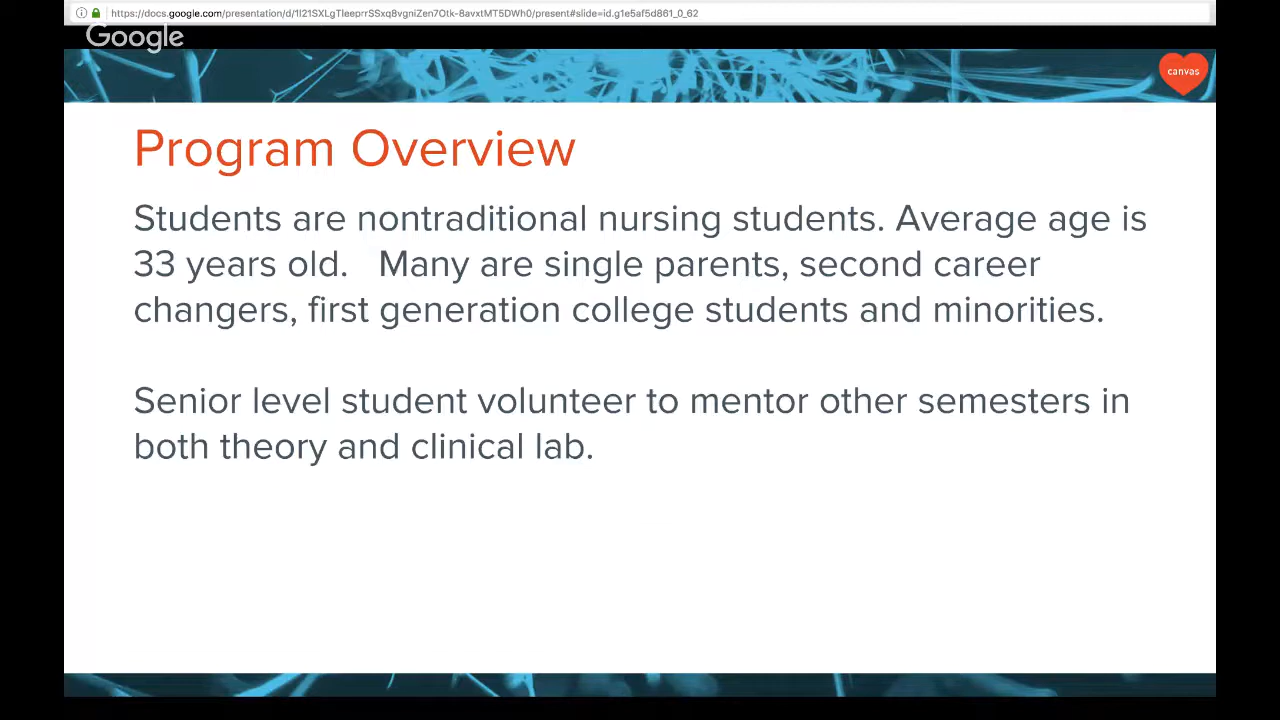 https://docs.google.com/presentation/d/1I21SXLgTleeprrSSxq8vgniZen7Otk-8avxtMT5DWh0/present#slide=id.g1e5af5d861_0_62
Google
canvas
Program Overview
Students are nontraditional nursing students. Average age is
33 years old.   Many are single parents, second career
changers, first generation college students and minorities.
Senior level student volunteer to mentor other semesters in
both theory and clinical lab.